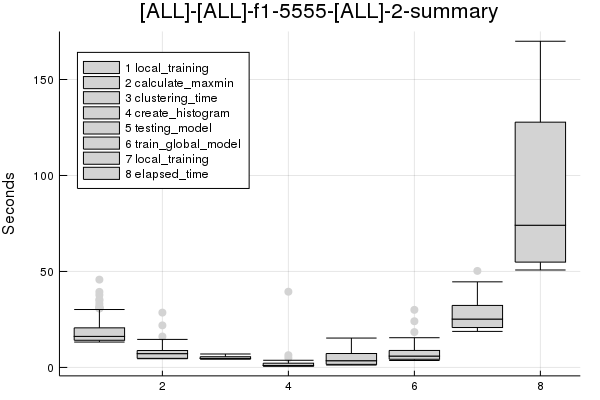 [ALL]-[ALL]-f1-5555-[ALL]-2-summary
150
100
50
0
Seconds
1 local_training
2 calculate_maxmin
3 clustering_time
4 create_histogram
5 testing_model
6 train_global_model
7 local_training
8 elapsed_time
2 4 6 8